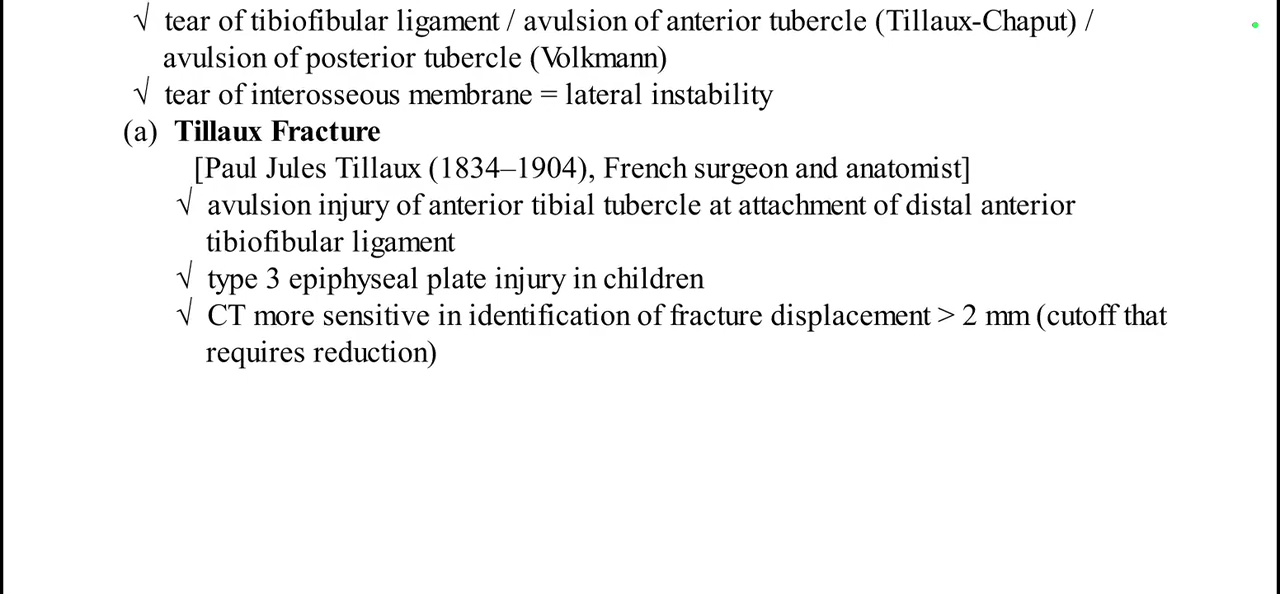 √ tear of tibiofibular ligament / avulsion of anterior tubercle (Tillaux-Chaput) /
avulsion of posterior tubercle (Volkmann)
√ tear of interosseous membrane = lateral instability
(a) Tillaux Fracture
[Paul Jules Tillaux (1834–1904), French surgeon and anatomist]
√ avulsion injury of anterior tibial tubercle at attachment of distal anterior
tibiofibular ligament
√ type 3 epiphyseal plate injury in children
√ CT more sensitive in identification of fracture displacement > 2 mm (cutoff that
requires reduction)